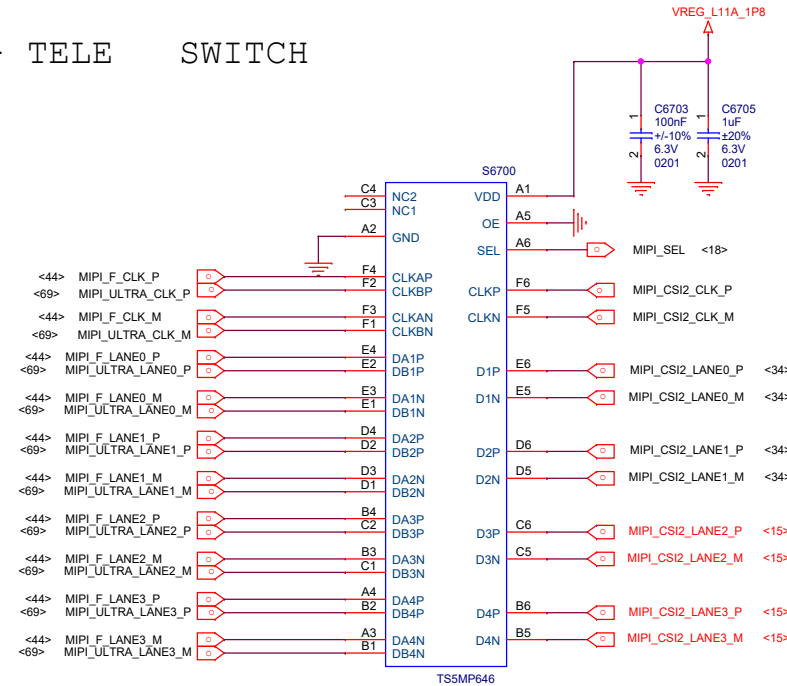 VREG_L11A_1P8
TELE SWITCH
C6703 C6705
100nF 1uF
+/-10% ±20%
6.3V 6.3V
0201 0201
1 1
2 2
S6700
C4 NC2 VDD A1
C3 NC1
OE A5
A2 GND
SEL A6 MIPI_SEL <18>
<44> MIPI_F_CLK_P F4 CLKAP
<69> MIPI_ULTRA_CLK_P F2 CLKBP CLKP F6 MIPI_CSI2_CLK_P
<44> MIPI_F_CLK_M F3 CLKAN CLKN F5 MIPI_CSI2_CLK_M
<69> MIPI_ULTRA_CLK_M F1 CLKBN
<44> MIPI_F_LANE0_P E4 DA1P
<69> MIPI_ULTRA_LANE0_P E2 DB1P D1P E6 MIPI_CSI2_LANE0_P <34>
<44> MIPI_F_LANE0_M E3 DA1N D1N E5 MIPI_CSI2_LANE0_M <34>
<69> MIPI_ULTRA_LANE0_M E1 DB1N
<44> MIPI_F_LANE1_P D4 DA2P
<69> MIPI_ULTRA_LANE1_P D2 DB2P D2P D6 MIPI_CSI2_LANE1_P <34>
<44> MIPI_F_LANE1_M D3 DA2N D2N D5 MIPI_CSI2_LANE1_M <34>
<69> MIPI_ULTRA_LANE1_M D1 DB2N
<44> MIPI_F_LANE2_P B4 DA3P
<69> MIPI_ULTRA_LANE2_P C2 DB3P D3P C6 MIPI_CSI2_LANE2_P <15>
<44> MIPI_F_LANE2_M B3 DA3N D3N C5 MIPI_CSI2_LANE2_M <15>
<69> MIPI_ULTRA_LANE2_M C1 DB3N
<44> MIPI_F_LANE3_P A4 DA4P
<69> MIPI_ULTRA_LANE3_P B2 DB4P D4P B6 MIPI_CSI2_LANE3_P <15>
<44> MIPI_F_LANE3_M A3 DA4N D4N B5 MIPI_CSI2_LANE3_M <15>
<69> MIPI_ULTRA_LANE3_M B1 DB4N
TS5MP646